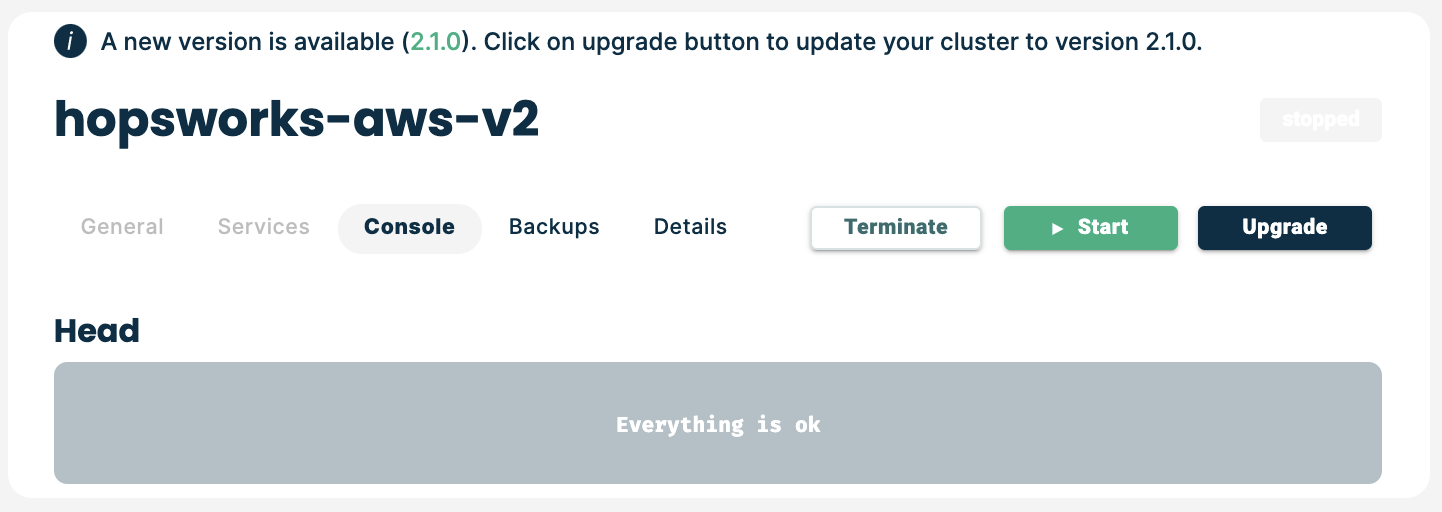 i A new version is available (2.1.0). Click on upgrade button to update your cluster to version 2.1.0.
hopsworks-aws-v2
stopped
General Services Console Backups Details Terminate ▶ Start Upgrade
Head
Everything is ok